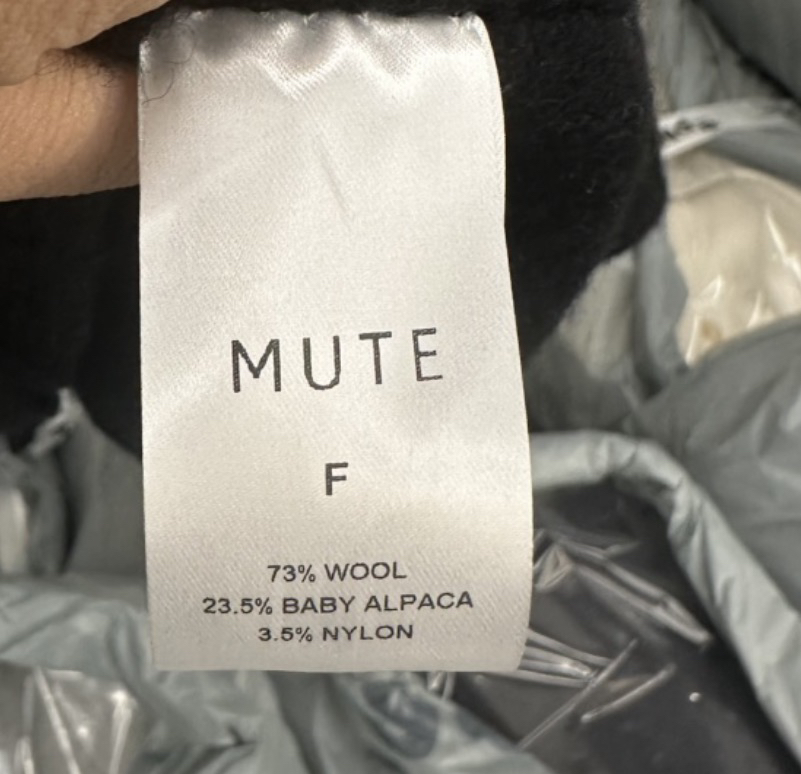 MUTE
F
73% WOOL
23.5% BABY ALPACA
3.5% NYLON